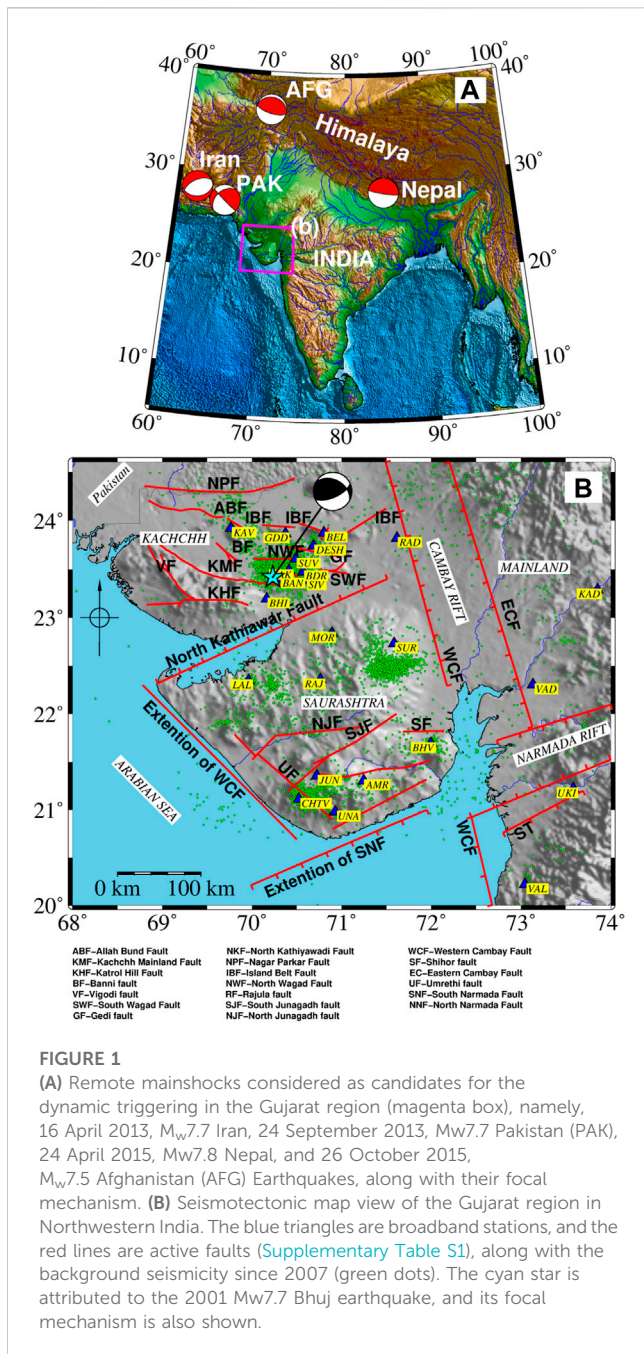 60° 70° 80° 90° 100°
40° 40°
AFG
A
Himalaya
30° 30°
Iran
PAK
Nepal
(b)
INDIA
20° 20°
10° 10°
60° 70° 80° 90° 100°
B
Pakistan
NPF
24° ABF
IBF IBF IBF
KAV GDD BEL RAD
KACHCHH BF NWF DESH GF
SUV
VF KMF BAN BDR SWF
SIV
KHF BHI
CAMBAY RIFT
MAINLAND
ECF
KAD
23° North Kathiawar Fault
MOR SUR
LAL RAJ WCF VAD
SAURASHTRA
22° NJF SJF SF
BHV
NARMADA RIFT
Extention of WCF
ARABIAN SEA
UF JUN AMR
CHTV UNA
21° UKI
WCF ST
Extention of SNF
0 km 100 km
VAL
20°
68° 69° 70° 71° 72° 73° 74°
ABF–Allah Bund Fault
KMF–Kachchh Mainland Fault
KHF–Katrol Hill Fault
BF–Banni fault
VF–Vigodi fault
SWF–South Wagad Fault
GF–Gedi fault
NKF–North Kathiyawadi Fault
NPF–Nagar Parkar Fault
IBF–Island Belt Fault
NWF–North Wagad Fault
RF–Rajula fault
SJF–South Junagadh fault
NJF–North Junagadh fault
WCF–Western Cambay Fault
SF–Shihor fault
EC–Eastern Cambay Fault
UF–Umrethi fault
SNF–South Narmada Fault
NNF–North Narmada Fault
FIGURE 1
(A) Remote mainshocks considered as candidates for the
dynamic triggering in the Gujarat region (magenta box), namely,
16 April 2013, Mw7.7 Iran, 24 September 2013, Mw7.7 Pakistan (PAK),
24 April 2015, Mw7.8 Nepal, and 26 October 2015,
Mw7.5 Afghanistan (AFG) Earthquakes, along with their focal
mechanism. (B) Seismotectonic map view of the Gujarat region in
Northwestern India. The blue triangles are broadband stations, and the
red lines are active faults (Supplementary Table S1), along with the
background seismicity since 2007 (green dots). The cyan star is
attributed to the 2001 Mw7.7 Bhuj earthquake, and its focal
mechanism is also shown.